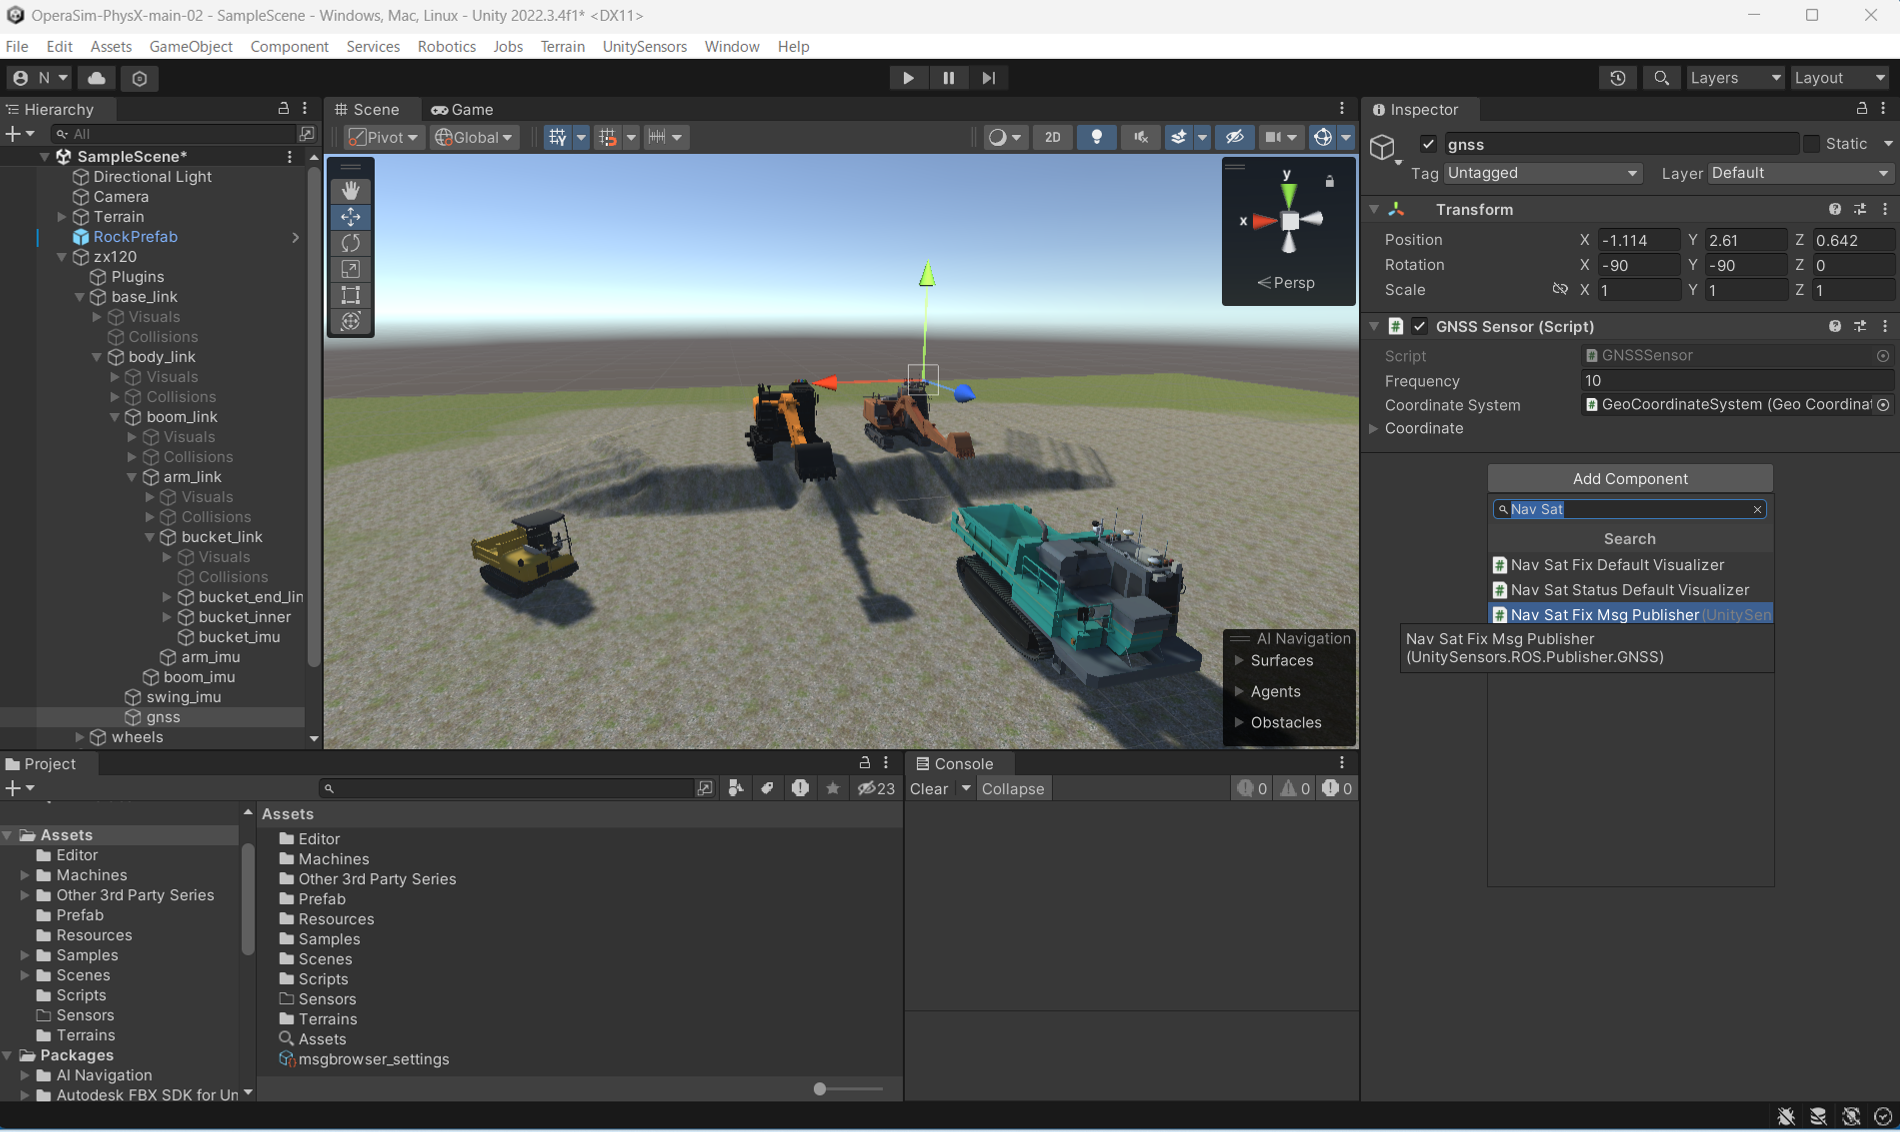 OperaSim-PhysX-main-02 - SampleScene - Windows, Mac, Linux - Unity 2022.3.4f1* <DX11>
File Edit Assets GameObject Component Services Robotics Jobs Terrain UnitySensors Window Help
N
Layers
Layout
Hierarchy
All
SampleScene*
Directional Light
Camera
Terrain
RockPrefab
zx120
Plugins
base_link
Visuals
Collisions
body_link
Visuals
Collisions
boom_link
Visuals
Collisions
arm_link
Visuals
Collisions
bucket_link
Visuals
Collisions
bucket_end_lin
bucket_inner
bucket_imu
arm_imu
boom_imu
swing_imu
gnss
wheels
Scene Game
Pivot Global 2D
y
x
Persp
AI Navigation
Surfaces
Agents
Obstacles
Inspector
gnss Static
Tag Untagged Layer Default
Transform
Position X -1.114 Y 2.61 Z 0.642
Rotation X -90 Y -90 Z 0
Scale X 1 Y 1 Z 1
GNSS Sensor (Script)
Script GNSSSensor
Frequency 10
Coordinate System GeoCoordinateSystem (Geo Coordinat
Coordinate
Add Component
Nav Sat
Search
Nav Sat Fix Default Visualizer
Nav Sat Status Default Visualizer
Nav Sat Fix Msg Publisher (UnitySen
Nav Sat Fix Msg Publisher
(UnitySensors.ROS.Publisher.GNSS)
Project
23
Assets
Editor
Machines
Other 3rd Party Series
Prefab
Resources
Samples
Scenes
Scripts
Sensors
Terrains
Packages
AI Navigation
Autodesk FBX SDK for Un
Assets
Editor
Machines
Other 3rd Party Series
Prefab
Resources
Samples
Scenes
Scripts
Sensors
Terrains
Assets
msgbrowser_settings
Console
Clear Collapse 0 0 0